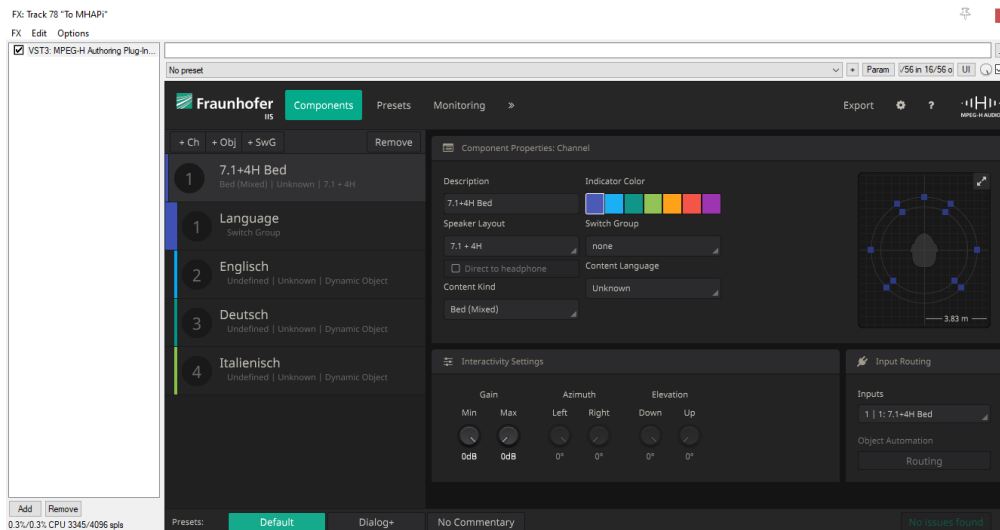 FX: Track 78 "To MHAPi"
FX Edit Options
VST3: MPEG-H Authoring Plug-In...
No preset
+ Param √56 in 16/56 o UI
Fraunhofer
IIS
Components Presets Monitoring »
Export ? MPEG-H AUDIO
+ Ch + Obj + SwG Remove
1 7.1+4H Bed
Bed (Mixed) | Unknown | 7.1 + 4H
1 Language
Switch Group
2 Englisch
Undefined | Unknown | Dynamic Object
3 Deutsch
Undefined | Unknown | Dynamic Object
4 Italienisch
Undefined | Unknown | Dynamic Object
Component Properties: Channel
Description Indicator Color
7.1+4H Bed
Speaker Layout Switch Group
7.1 + 4H none
Direct to headphone Content Language
Content Kind Unknown
Bed (Mixed)
3.83 m
Interactivity Settings
Gain Azimuth Elevation
Min Max Left Right Down Up
0dB 0dB 0° 0° 0° 0°
Input Routing
Inputs
1 | 1: 7.1+4H Bed
Object Automation
Routing
Add Remove
0.3%/0.3% CPU 3345/4096 spls
Presets: Default Dialog+ No Commentary No issues found